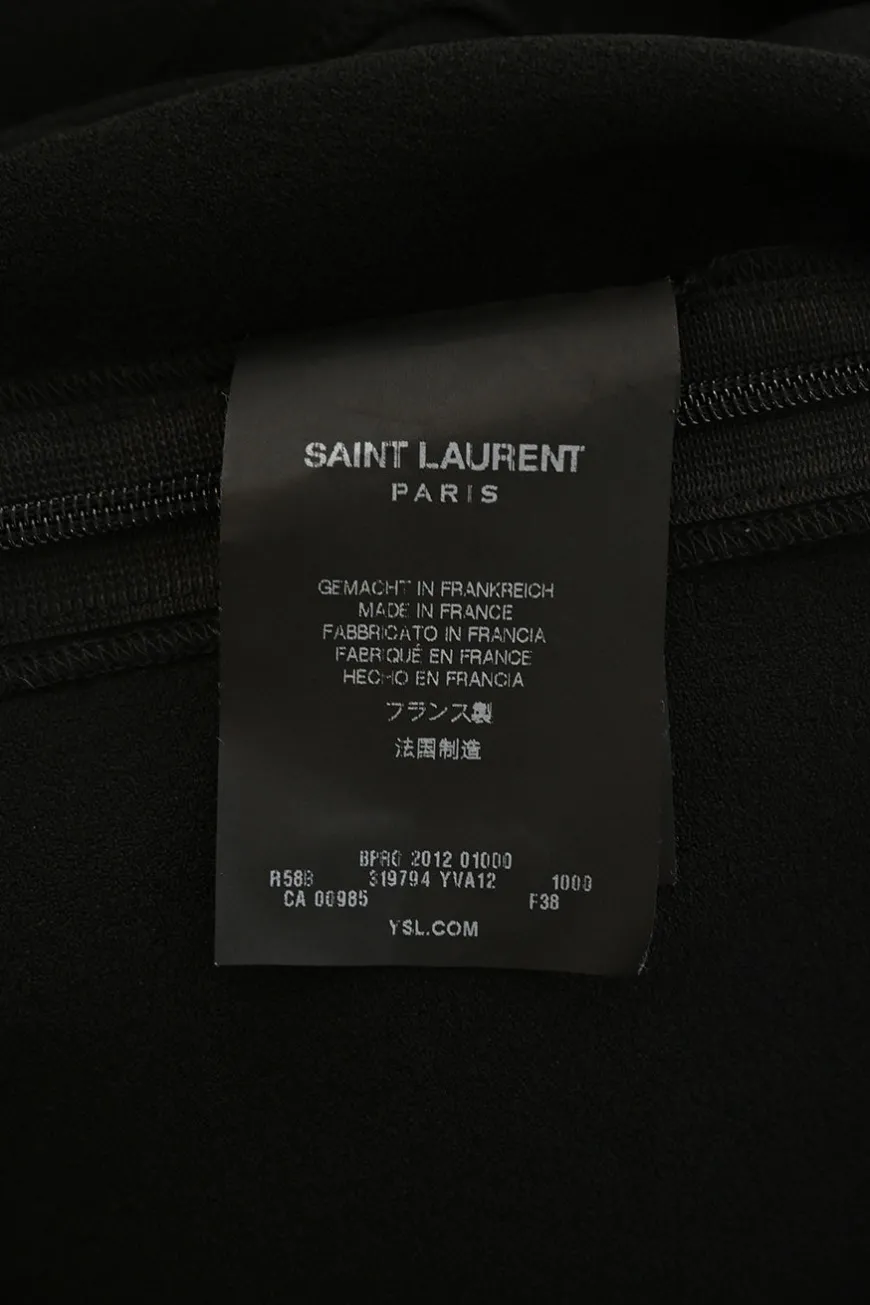 SAINT LAURENT
PARIS
GEMACHT IN FRANKREICH
MADE IN FRANCE
FABBRICATO IN FRANCIA
FABRIQUÉ EN FRANCE
HECHO EN FRANCIA
フランス製
法国制造
2012 01000
R58B 319794 YVA12 1000
CA 00985 F38
YSL.COM